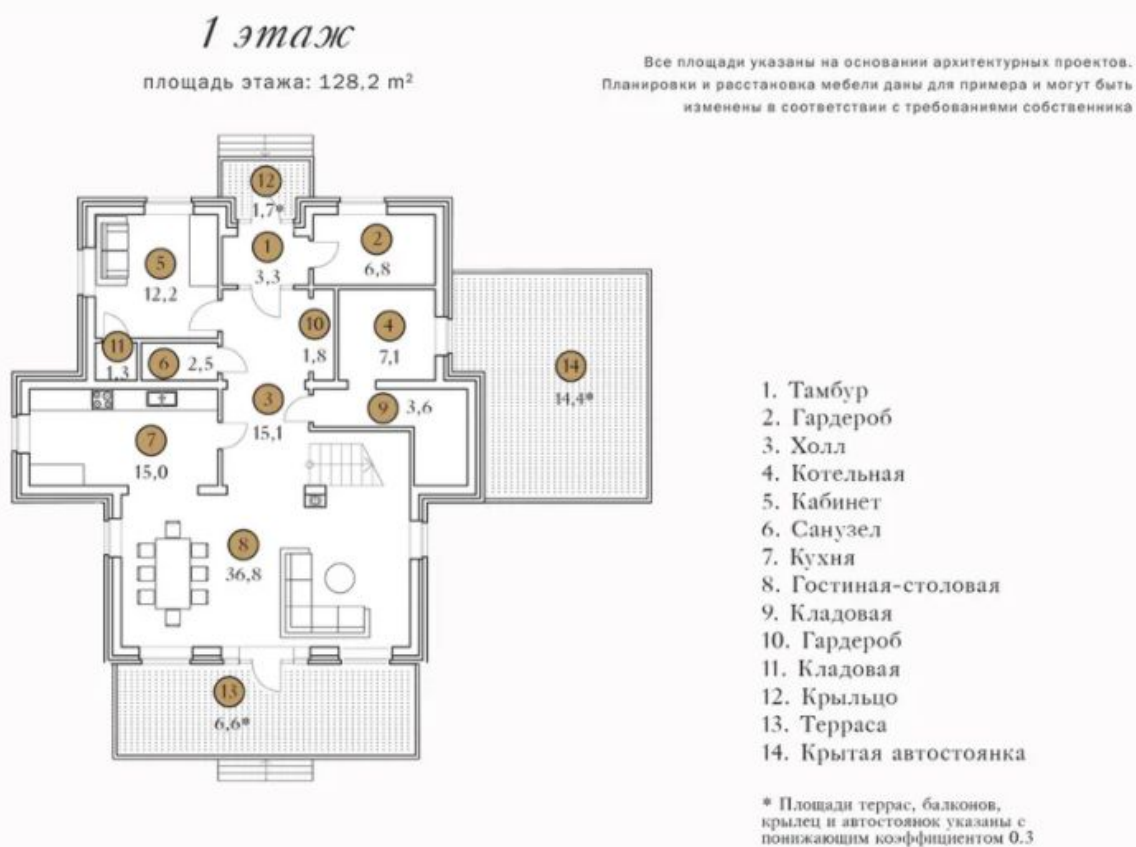 1 этаж
площадь этажа: 128,2 m²
Все площади указаны на основании архитектурных проектов.
Планировки и расстановка мебели даны для примера и могут быть
изменены в соответствии с требованиями собственника
12
1,7*
1
3,3
2
6,8
5
12,2
10
1,8
4
7,1
11
1,3
6
2,5
14
14,4*
3
15,1
9
3,6
7
15,0
8
36,8
13
6,6*
1. Тамбур
2. Гардероб
3. Холл
4. Котельная
5. Кабинет
6. Санузел
7. Кухня
8. Гостиная-столовая
9. Кладовая
10. Гардероб
11. Кладовая
12. Крыльцо
13. Терраса
14. Крытая автостоянка
* Площади террас, балконов,
крылец и автостоянок указаны с
понижающим коэффициентом 0.3